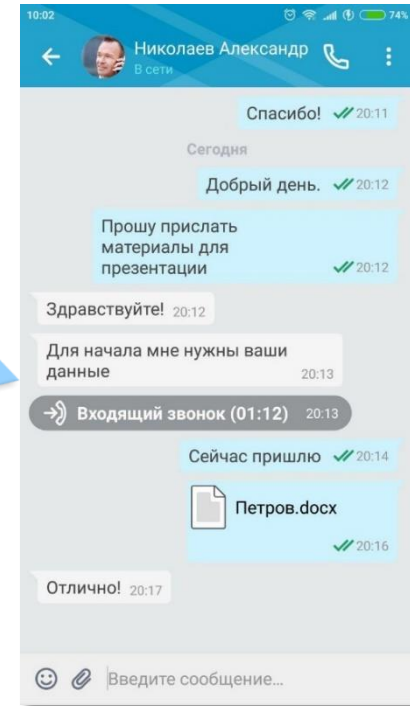 10:02
74%
Николаев Александр
В сети
Спасибо! 20:11
Сегодня
Добрый день. 20:12
Прошу прислать
материалы для
презентации 20:12
Здравствуйте! 20:12
Для начала мне нужны ваши
данные 20:13
Входящий звонок (01:12) 20:13
Сейчас пришлю 20:14
Петров.docx
20:16
Отлично! 20:17
Введите сообщение...